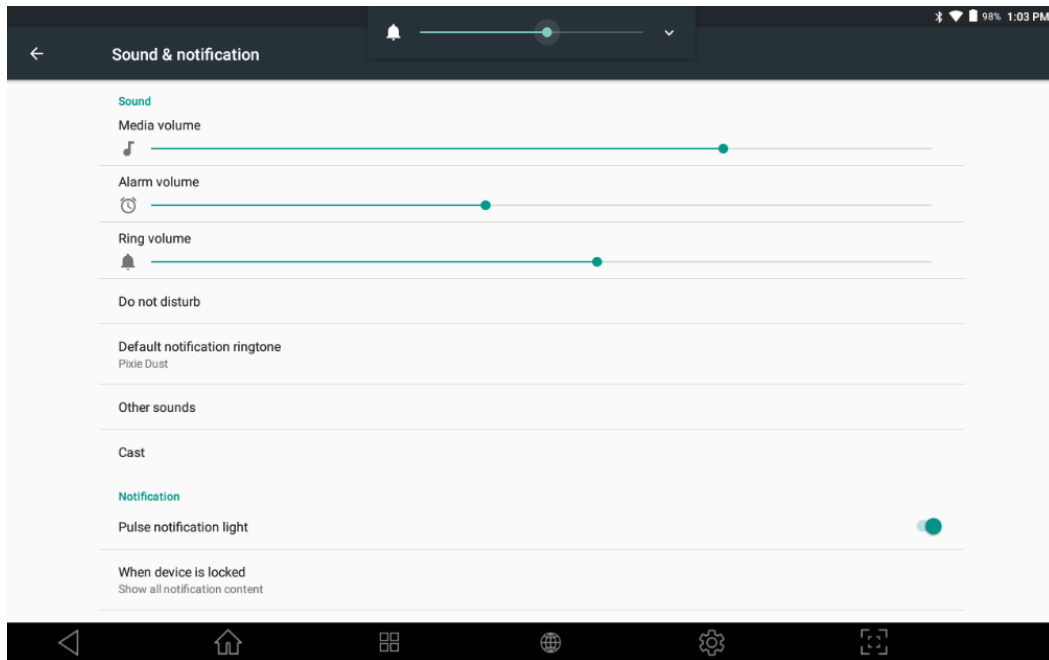 98% 1:03 PM
Sound & notification
Sound
Media volume
Alarm volume
Ring volume
Do not disturb
Default notification ringtone
Pixie Dust
Other sounds
Cast
Notification
Pulse notification light
When device is locked
Show all notification content